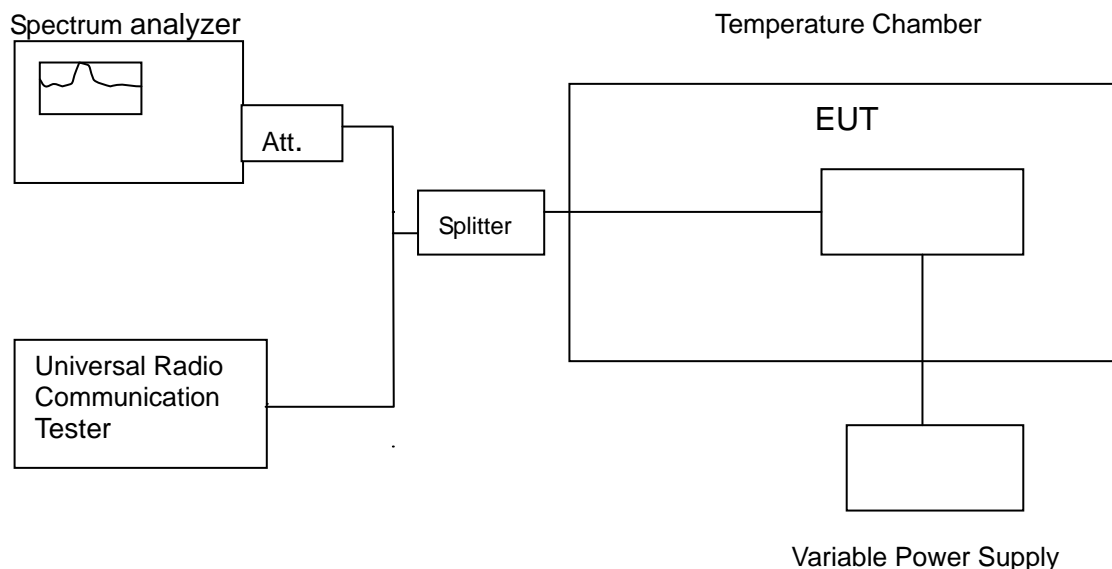 Spectrum analyzer
Temperature Chamber
EUT
Att.
Splitter
Universal Radio
Communication
Tester
Variable Power Supply